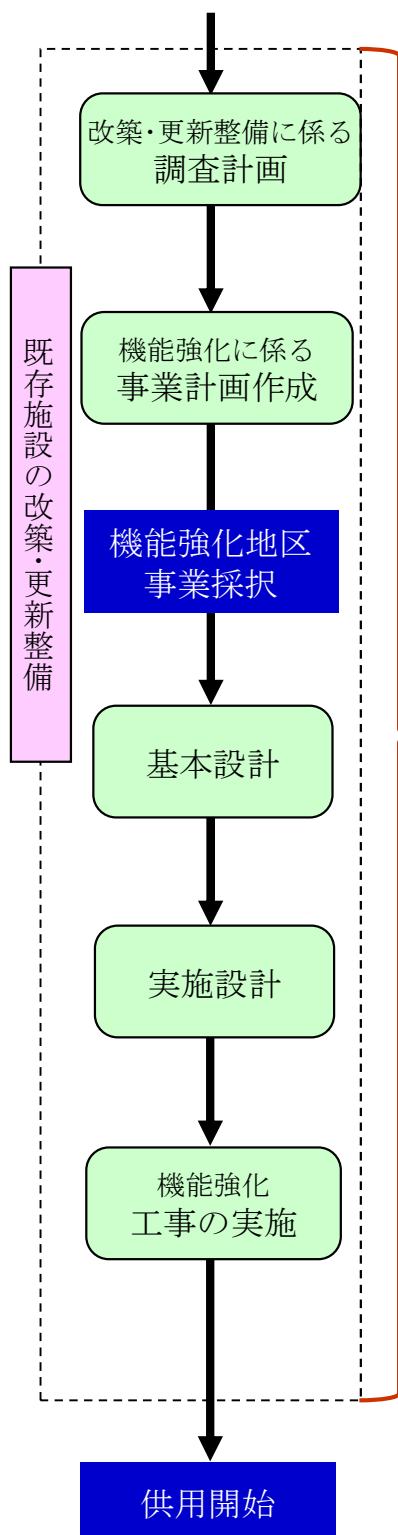 改築・更新整備に係る
調査計画
機能強化に係る
事業計画作成
既存施設の改築・更新整備
機能強化地区
事業採択
基本設計
実施設計
機能強化
工事の実施
供用開始